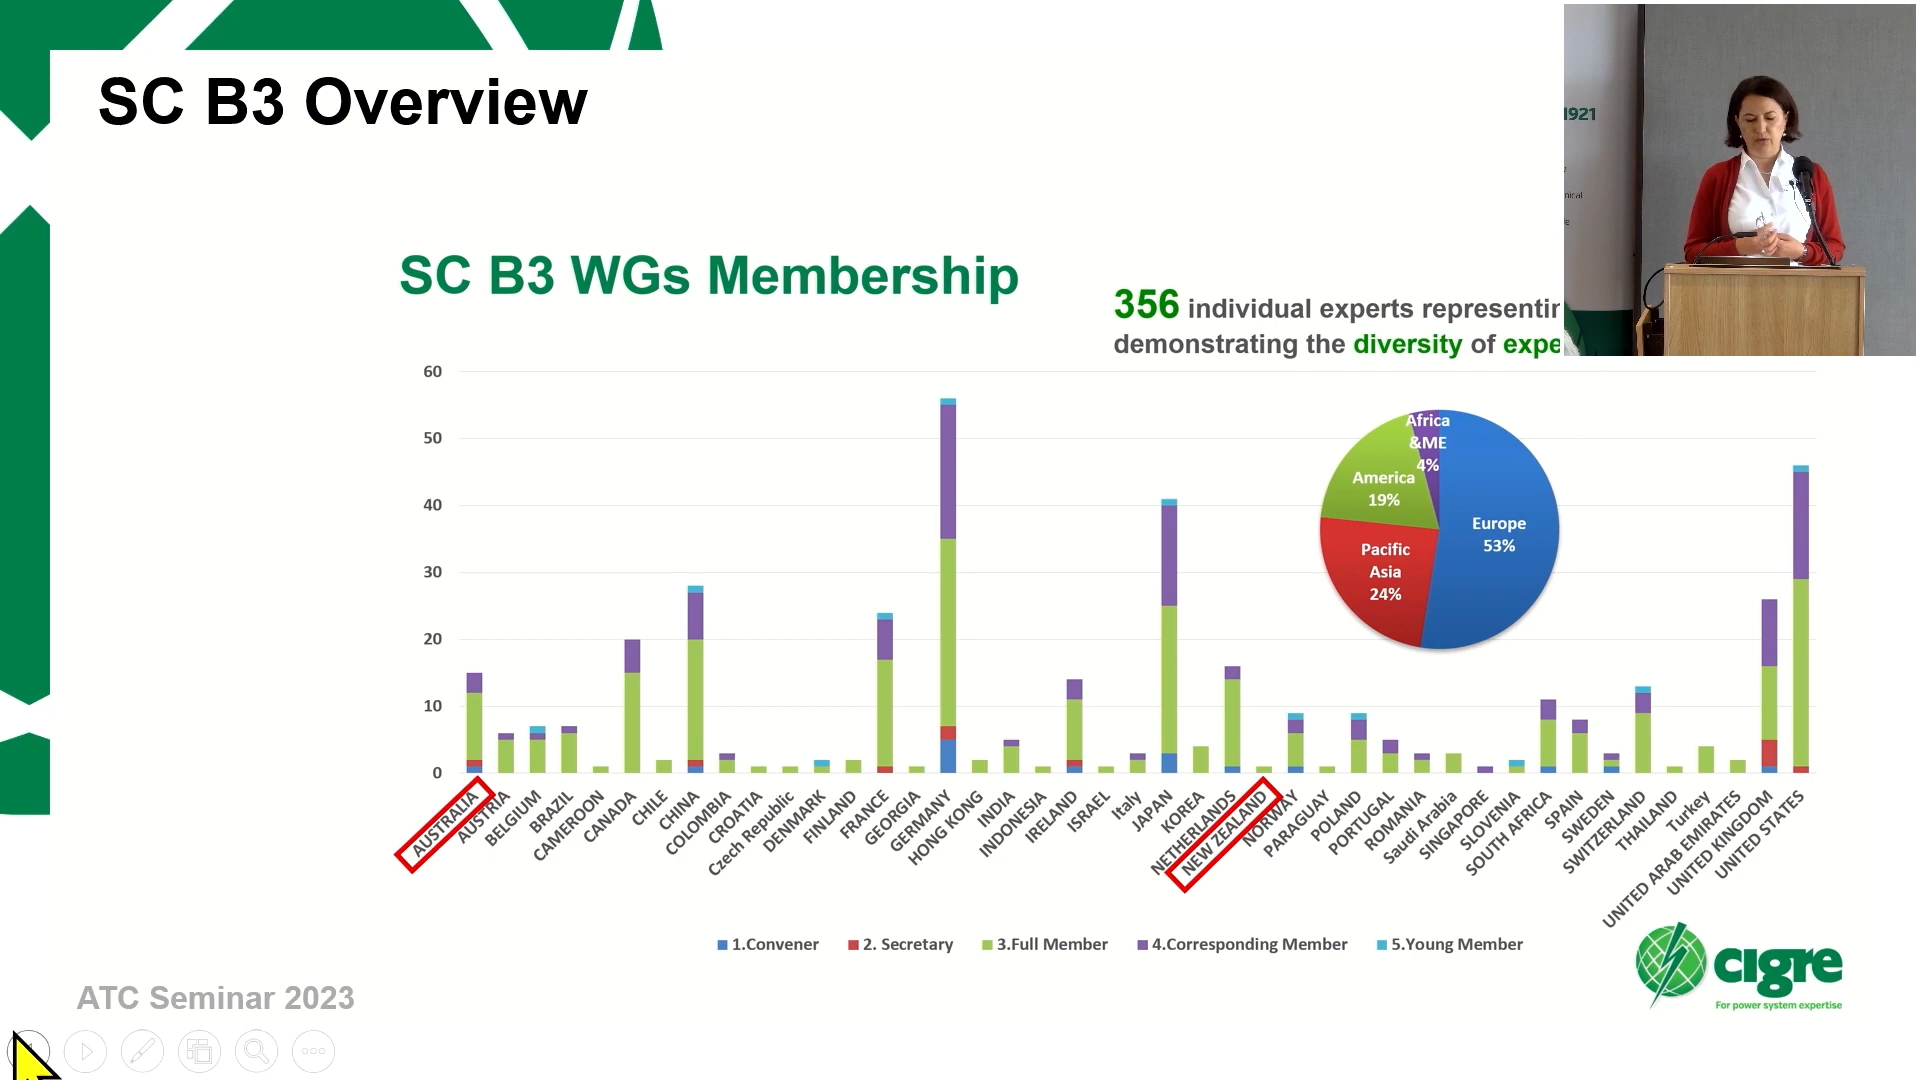 SC B3 Overview
1921
SC B3 WGs Membership
356 individual experts
demonstrating the diversity of
60
50
40
30
20
10
0
Africa
&ME
4%
America
19%
Europe
53%
Pacific
Asia
24%
AUSTRALIA
AUSTRIA
BELGIUM
BRAZIL
CAMEROON
CANADA
CHILE
CHINA
COLOMBIA
CROATIA
Czech Republic
DENMARK
FINLAND
FRANCE
GEORGIA
GERMANY
HONG KONG
INDIA
INDONESIA
IRELAND
ISRAEL
Italy
JAPAN
KOREA
NETHERLANDS
NEW ZEALAND
NORWAY
PARAGUAY
POLAND
PORTUGAL
ROMANIA
Saudi Arabia
SINGAPORE
SLOVENIA
SOUTH AFRICA
SPAIN
SWEDEN
SWITZERLAND
THAILAND
Turkey
UNITED ARAB EMIRATES
UNITED KINGDOM
UNITED STATES
1.Convener 2. Secretary 3.Full Member 4.Corresponding Member 5.Young Member
cigre
For power system expertise
ATC Seminar 2023